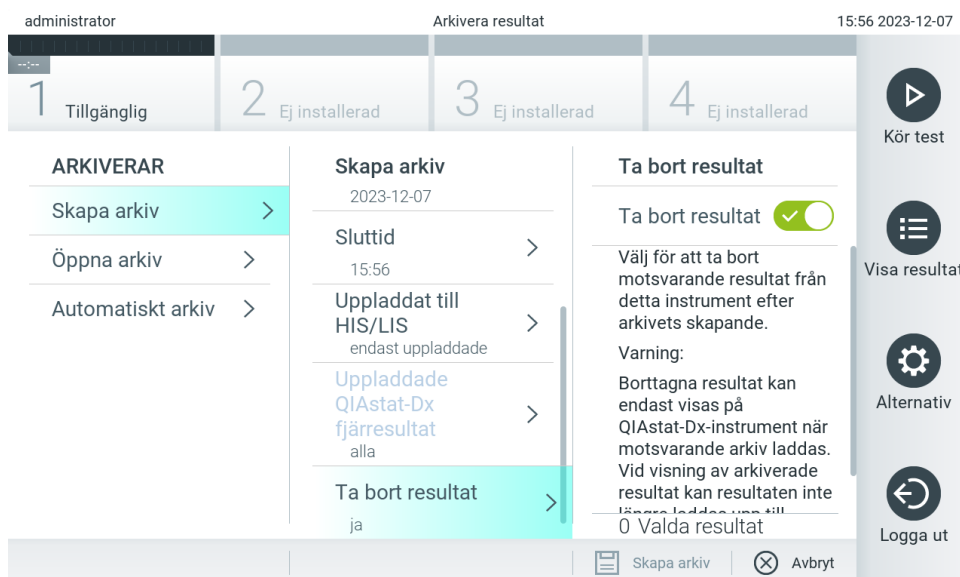 administrator
Arkivera resultat
15:56 2023-12-07
--:--
1 Tillgänglig
2 Ej installerad
3 Ej installerad
4 Ej installerad
Kör test
Visa resultat
Alternativ
Logga ut
ARKIVERAR
Skapa arkiv
Öppna arkiv
Automatiskt arkiv
Skapa arkiv
2023-12-07
Sluttid
15:56
Uppladdat till
HIS/LIS
endast uppladdade
Uppladdade
QIAstat-Dx
fjärresultat
alla
Ta bort resultat
ja
Ta bort resultat
Ta bort resultat
Välj för att ta bort
motsvarande resultat från
detta instrument efter
arkivets skapande.
Varning:
Borttagna resultat kan
endast visas på
QIAstat-Dx-instrument när
motsvarande arkiv laddas.
Vid visning av arkiverade
resultat kan resultaten inte
längre laddas upp till
0 Valda resultat
Skapa arkiv
Avbryt